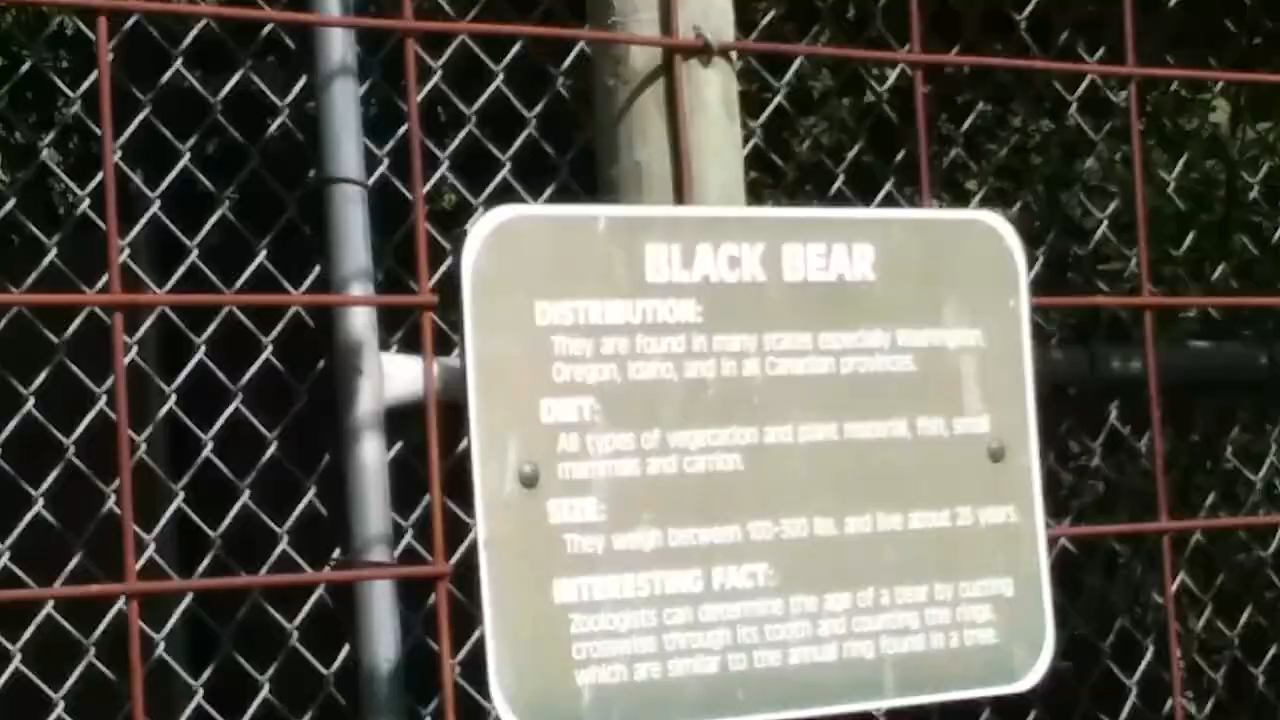 BLACK BEAR
DISTRIBUTION:
They are found in many states especially Washington,
Oregon, Idaho, and in all Canadian provinces.
DIET:
All types of vegetation and plant material, fish, small
mammals and carrion.
SIZE:
They weigh between 100-500 lbs. and live about 25 years.
INTERESTING FACT:
Zoologists can determine the age of a bear by cutting
crosswise through its tooth and counting the rings,
which are similar to the annual ring found in a tree.